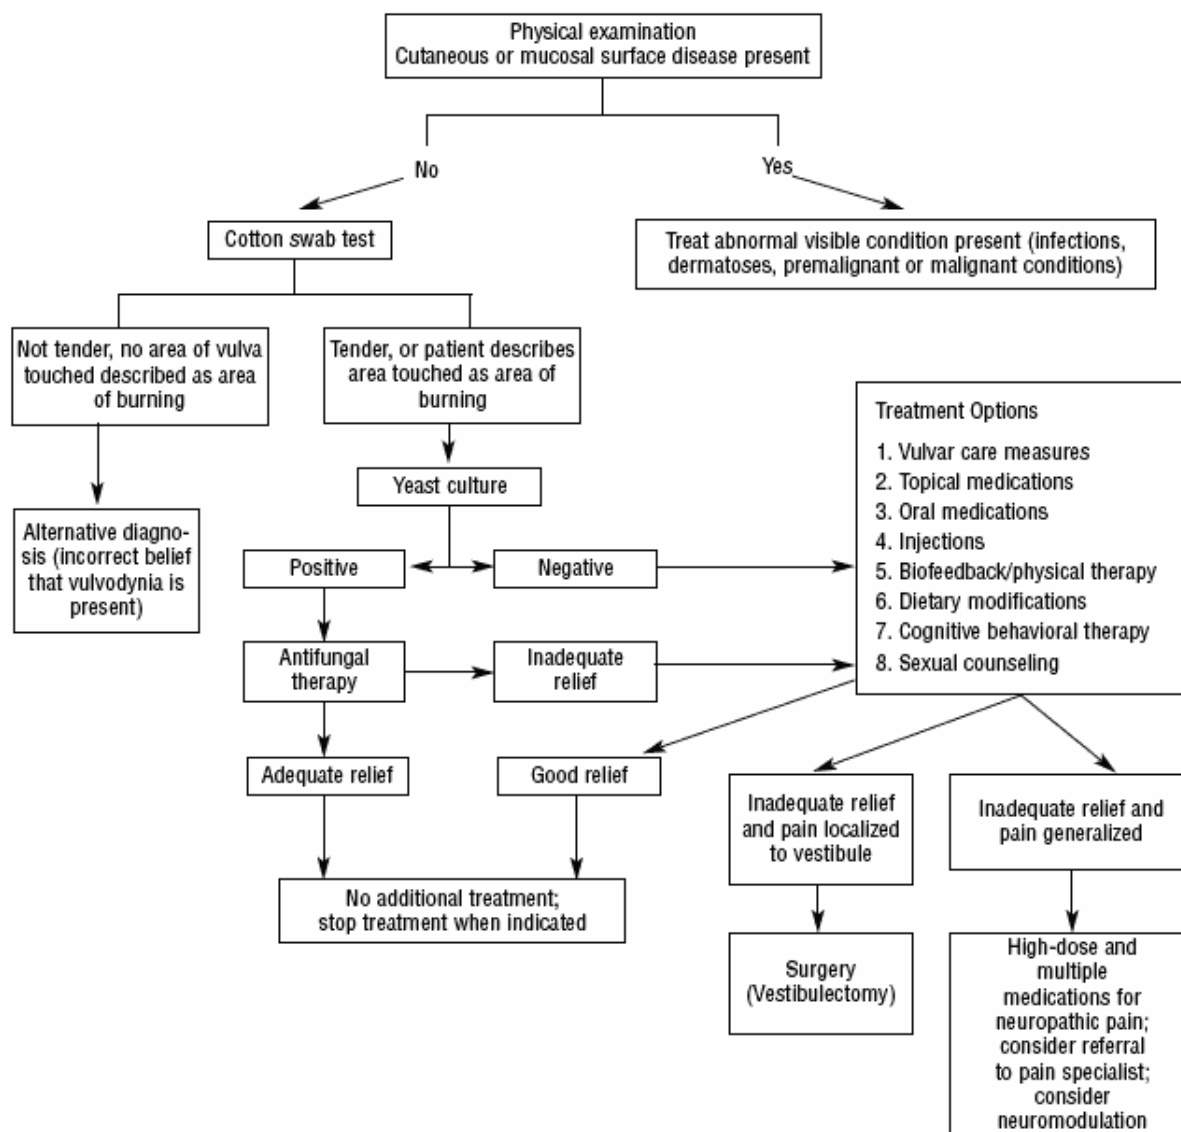 Physical examination
Cutaneous or mucosal surface disease present
No
Yes
Cotton swab test
Treat abnormal visible condition present (infections,
dermatoses, premalignant or malignant conditions)
Not tender, no area of vulva
touched described as area
of burning
Tender, or patient describes
area touched as area of
burning
Treatment Options
1. Vulvar care measures
2. Topical medications
3. Oral medications
4. Injections
5. Biofeedback/physical therapy
6. Dietary modifications
7. Cognitive behavioral therapy
8. Sexual counseling
Yeast culture
Alternative diagno-
sis (incorrect belief
that vulvodynia is
present)
Positive
Negative
Antifungal
therapy
Inadequate
relief
Adequate relief
Good relief
Inadequate relief
and pain localized
to vestibule
Inadequate relief and
pain generalized
No additional treatment;
stop treatment when indicated
Surgery
(Vestibulectomy)
High-dose and
multiple
medications for
neuropathic pain;
consider referral
to pain specialist;
consider
neuromodulation